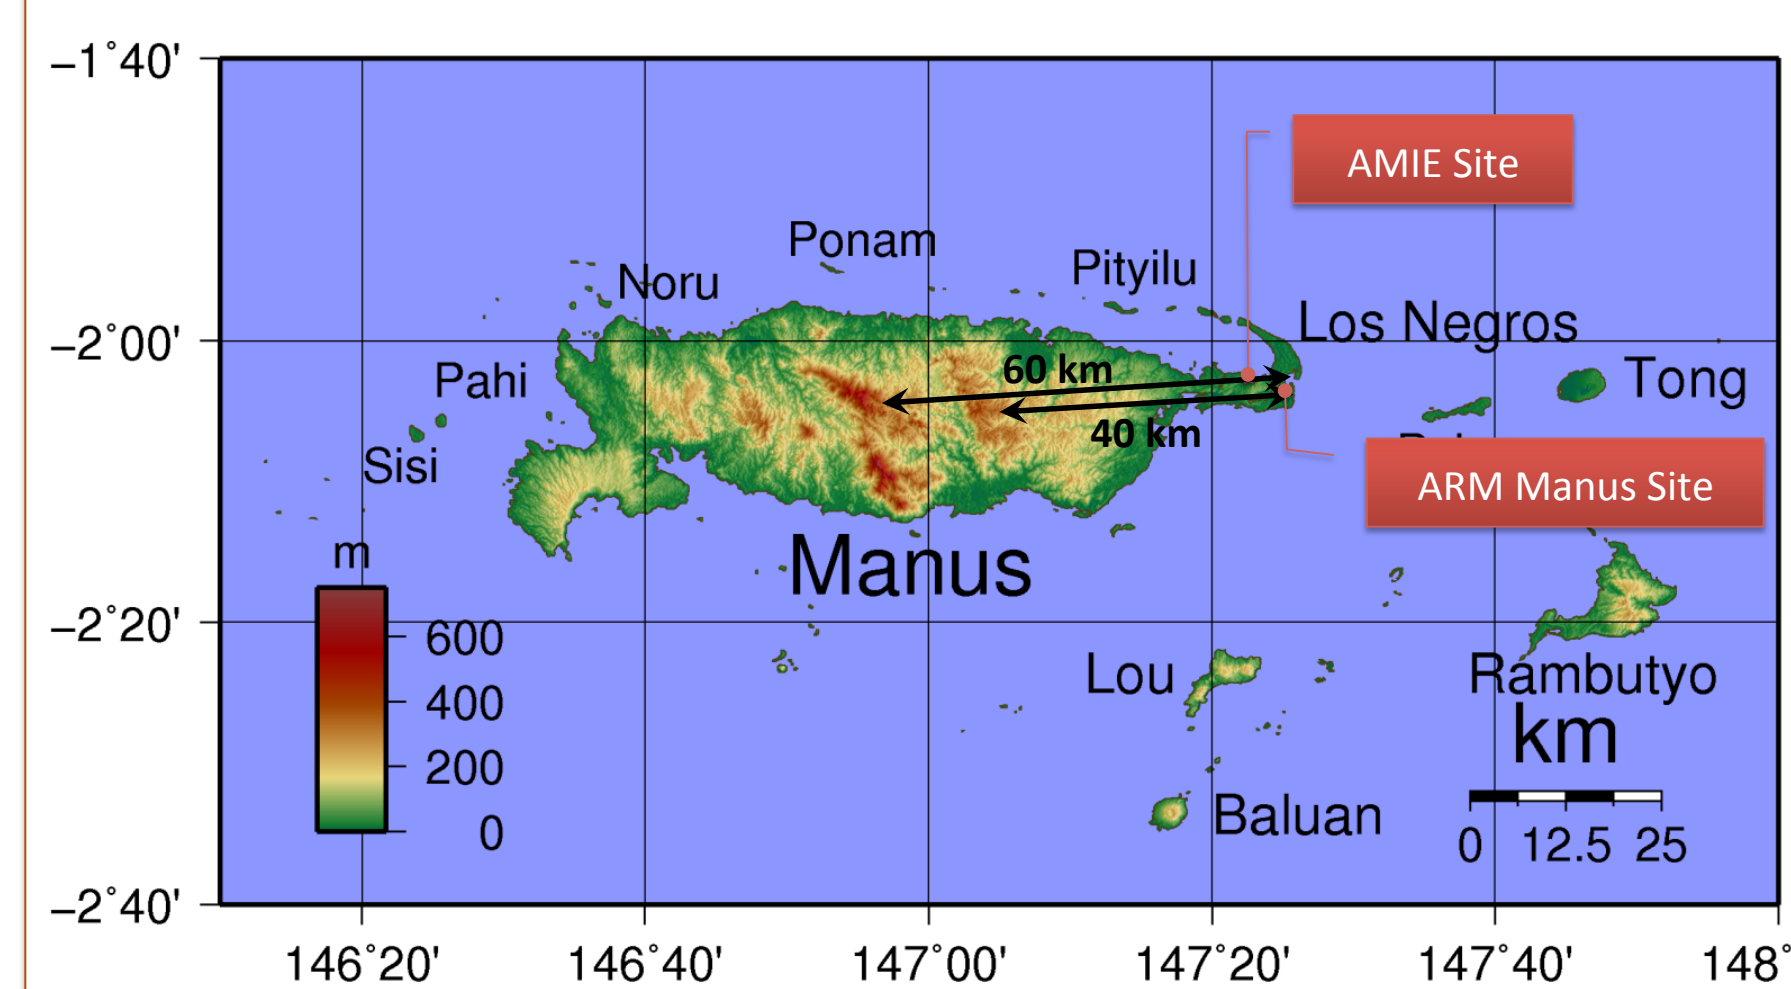 −1°40'
AMIE Site
Ponam
Noru
Pityilu
Los Negros
−2°00'
60 km
Pahi
Tong
40 km
Sisi
ARM Manus Site
m
Manus
600
−2°20'
Lou
Rambutyo
400
km
200
Baluan
0
0 12.5 25
−2°40'
146°20' 146°40' 147°00' 147°20' 147°40' 148°